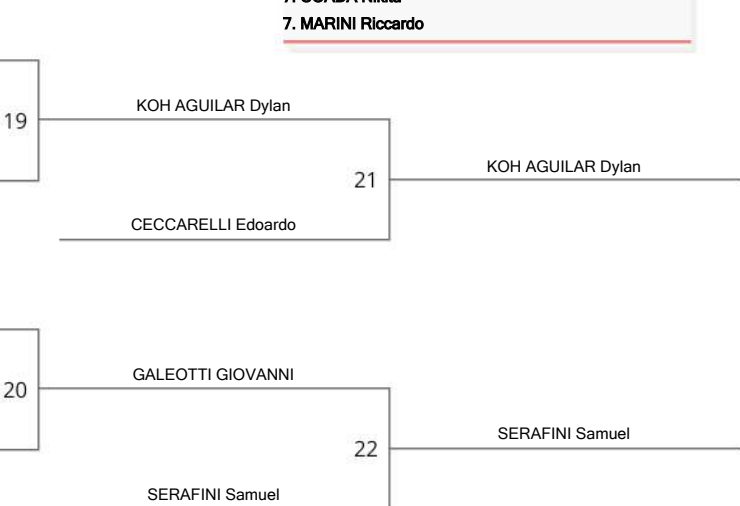 7. MARINI Riccardo
KOH AGUILAR Dylan
19
KOH AGUILAR Dylan
21
CECCARELLI Edoardo
GALEOTTI GIOVANNI
20
SERAFINI Samuel
22
SERAFINI Samuel